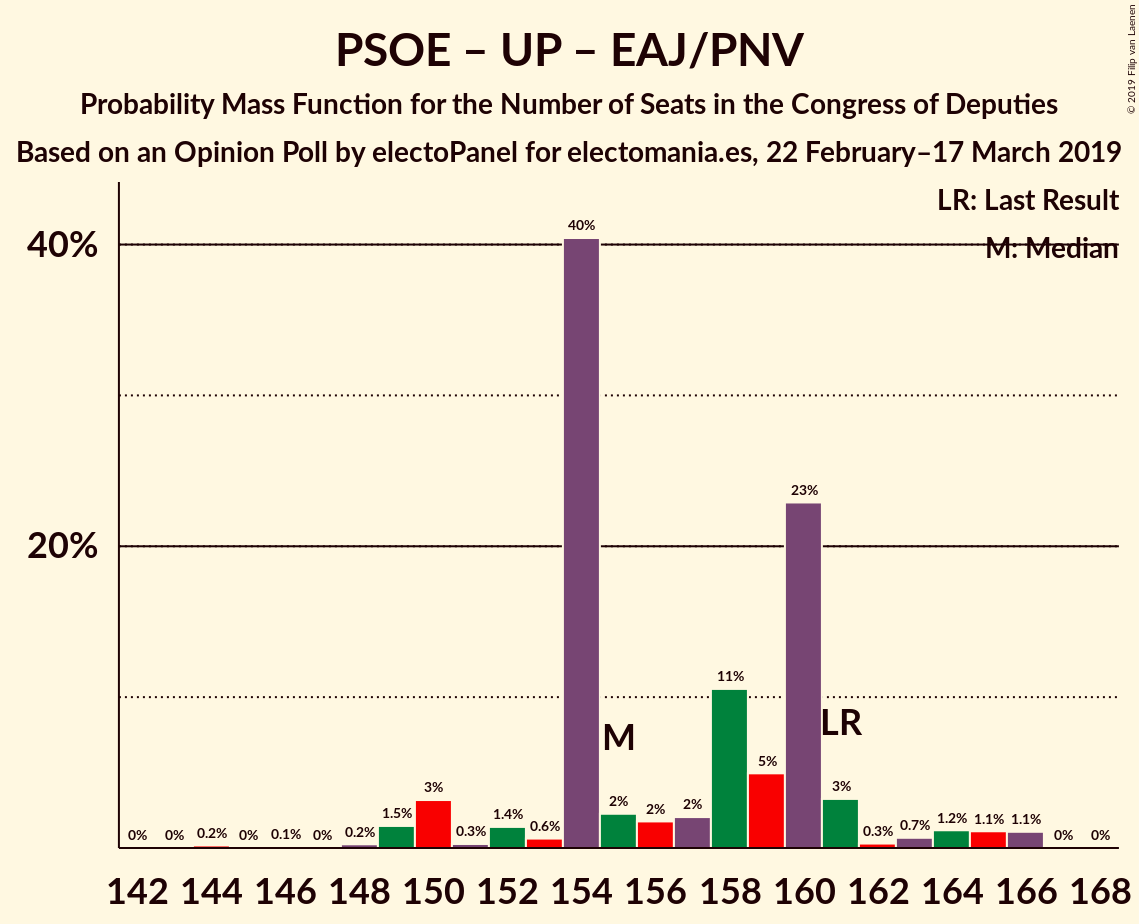 PSOE – UP – EAJ/PNV
Probability Mass Function for the Number of Seats in the Congress of Deputies
Based on an Opinion Poll by electoPanel for electomania.es, 22 February–17 March 2019
© 2019 Filip van Laenen
LR: Last Result
M: Median
40%
20%
40%
23%
11%
5%
M
LR
0% 0% 0.2% 0% 0.1% 0% 0.2% 1.5% 3% 0.3% 1.4% 0.6% 2% 2% 2% 3% 0.3% 0.7% 1.2% 1.1% 1.1% 0% 0%
142 144 146 148 150 152 154 156 158 160 162 164 166 168